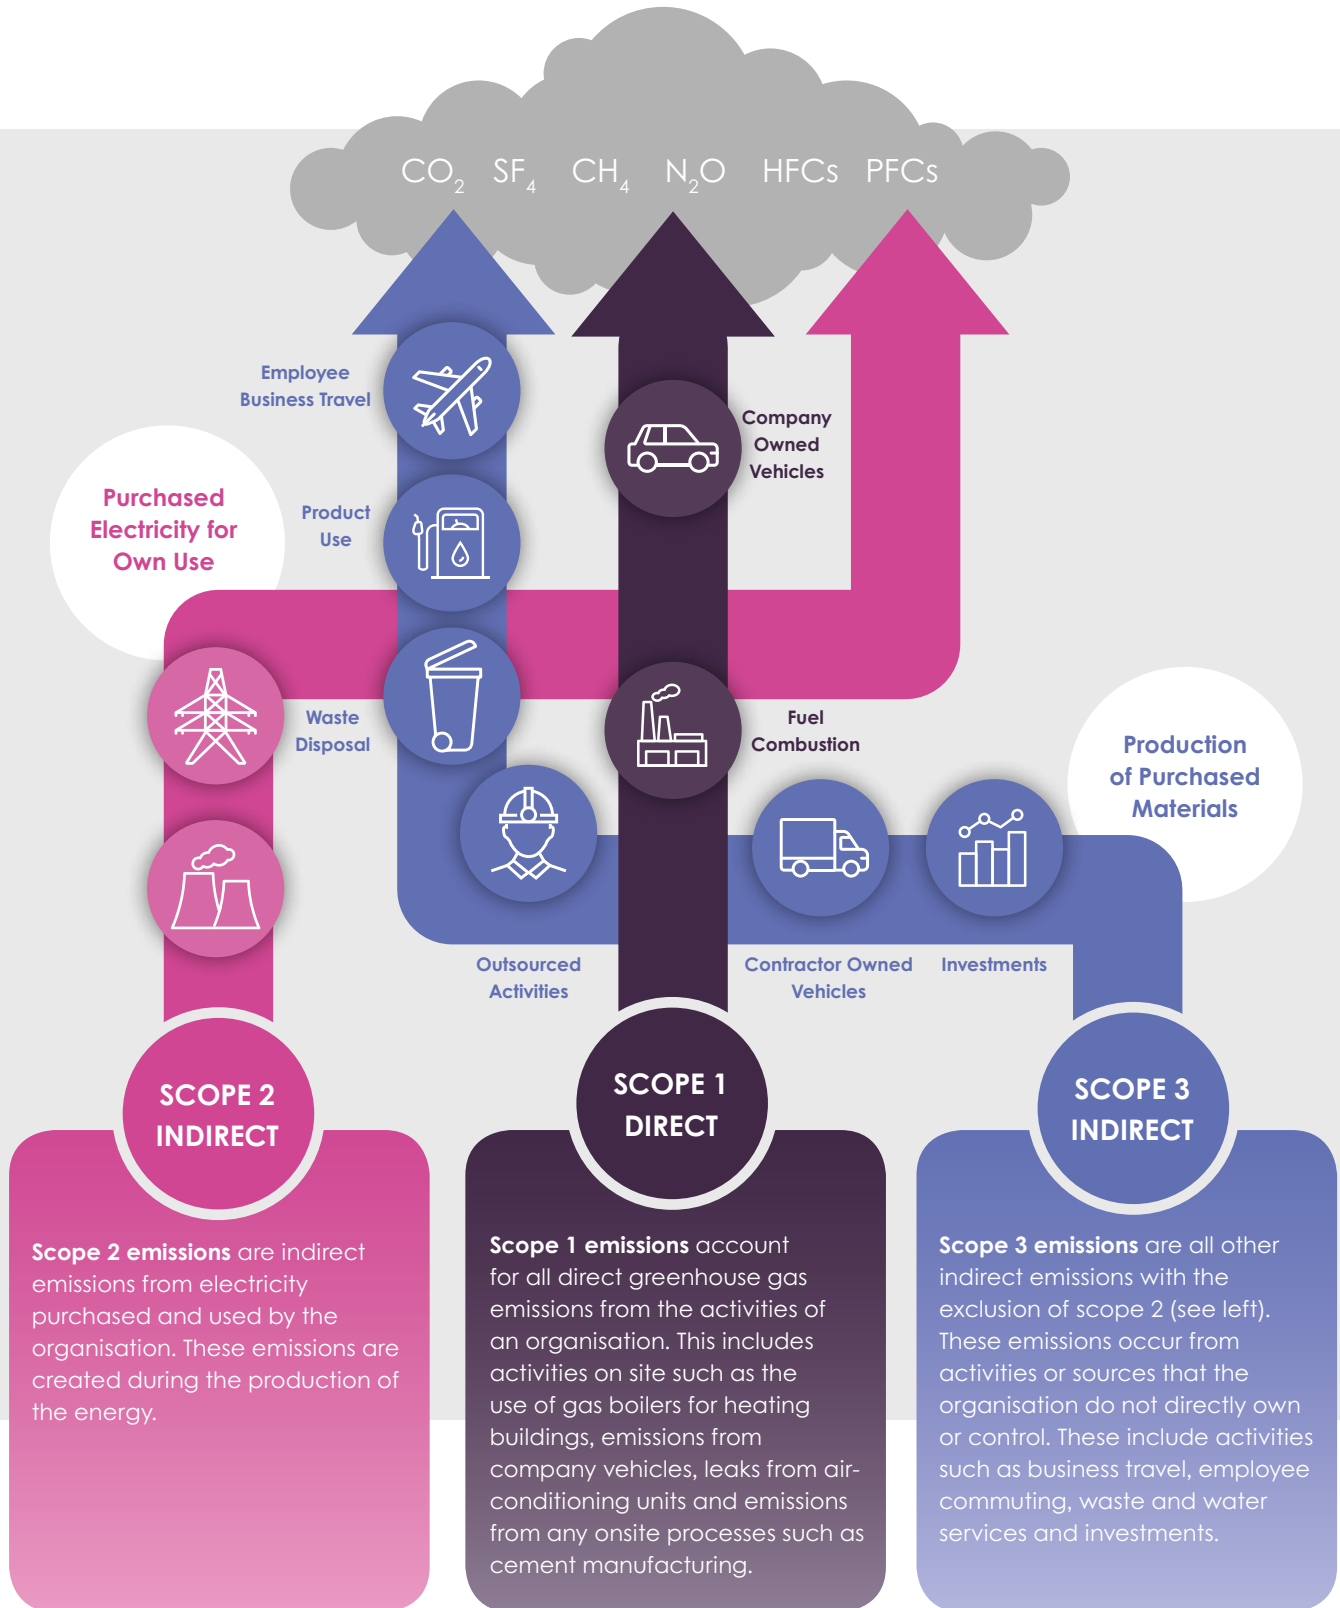 CO₂ SF₄ CH₄ N₂O HFCs PFCs
Employee
Business Travel
Company
Owned
Vehicles
Purchased
Electricity for
Own Use
Product
Use
Waste
Disposal
Fuel
Combustion
Production
of Purchased
Materials
Outsourced
Activities
Contractor Owned
Vehicles
Investments
SCOPE 2
INDIRECT
Scope 2 emissions are indirect
emissions from electricity
purchased and used by the
organisation. These emissions are
created during the production of
the energy.
SCOPE 1
DIRECT
Scope 1 emissions account
for all direct greenhouse gas
emissions from the activities of
an organisation. This includes
activities on site such as the
use of gas boilers for heating
buildings, emissions from
company vehicles, leaks from air-
conditioning units and emissions
from any onsite processes such as
cement manufacturing.
SCOPE 3
INDIRECT
Scope 3 emissions are all other
indirect emissions with the
exclusion of scope 2 (see left).
These emissions occur from
activities or sources that the
organisation do not directly own
or control. These include activities
such as business travel, employee
commuting, waste and water
services and investments.